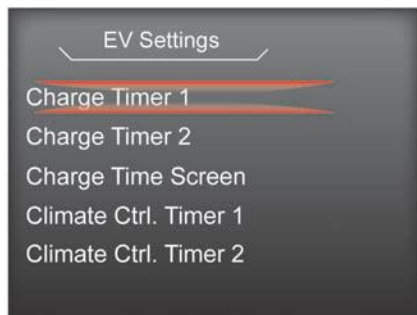 EV Settings
Charge Timer 1
Charge Timer 2
Charge Time Screen
Climate Ctrl. Timer 1
Climate Ctrl. Timer 2